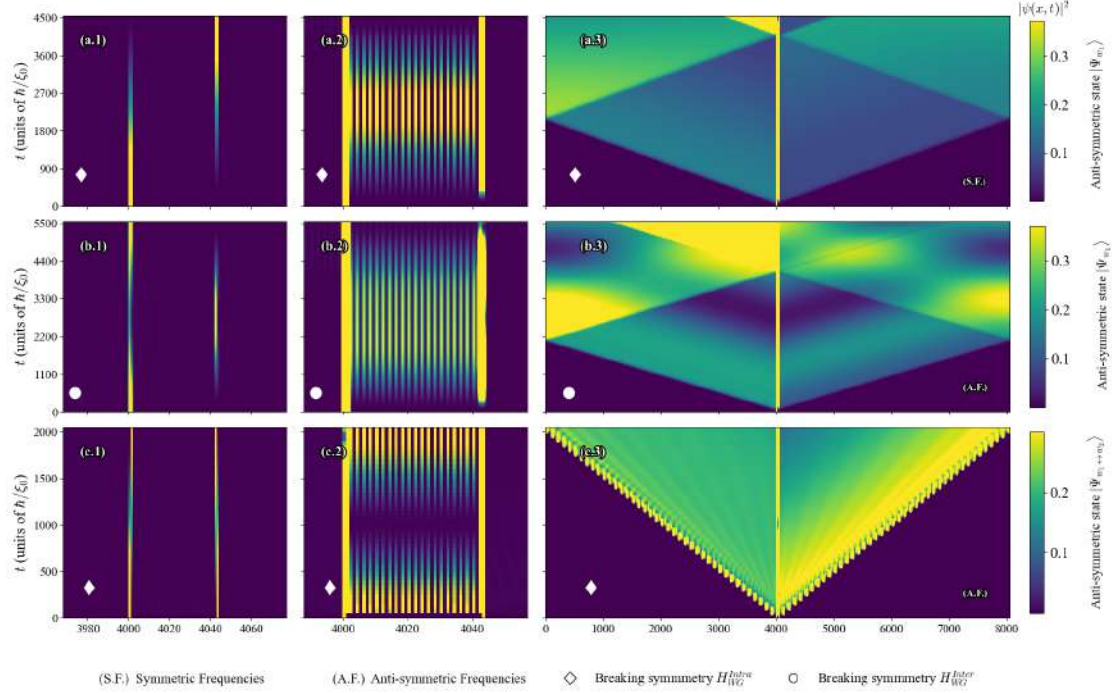 |ψ(x, t)|²
(a.1)
(a.2)
(a.3)
4500
3600
2700
1800
900
0
t (units of ħ/ξ₀)
(S.F.)
0.3
0.2
0.1
Anti-symmetric state |Ψ_{w₁}⟩
(b.1)
(b.2)
(b.3)
5500
4400
3300
2200
1100
0
t (units of ħ/ξ₀)
(A.F.)
0.3
0.2
0.1
Anti-symmetric state
(c.1)
(c.2)
(c.3)
2000
1500
1000
500
0
t (units of ħ/ξ₀)
(A.F.)
0.2
0.1
Anti-symmetric state |Ψ_{w₁↔w₂}⟩
3980 4000 4020 4040 4060
4000 4020 4040 4060
0 1000 2000 3000 4000 5000 6000 7000 8000
(S.F.) Symmetric Frequencies (A.F.) Anti-symmetric Frequencies ◇ Breaking symmetry H_{WG}^{Intra} ○ Breaking symmetry H_{WG}^{Inter}